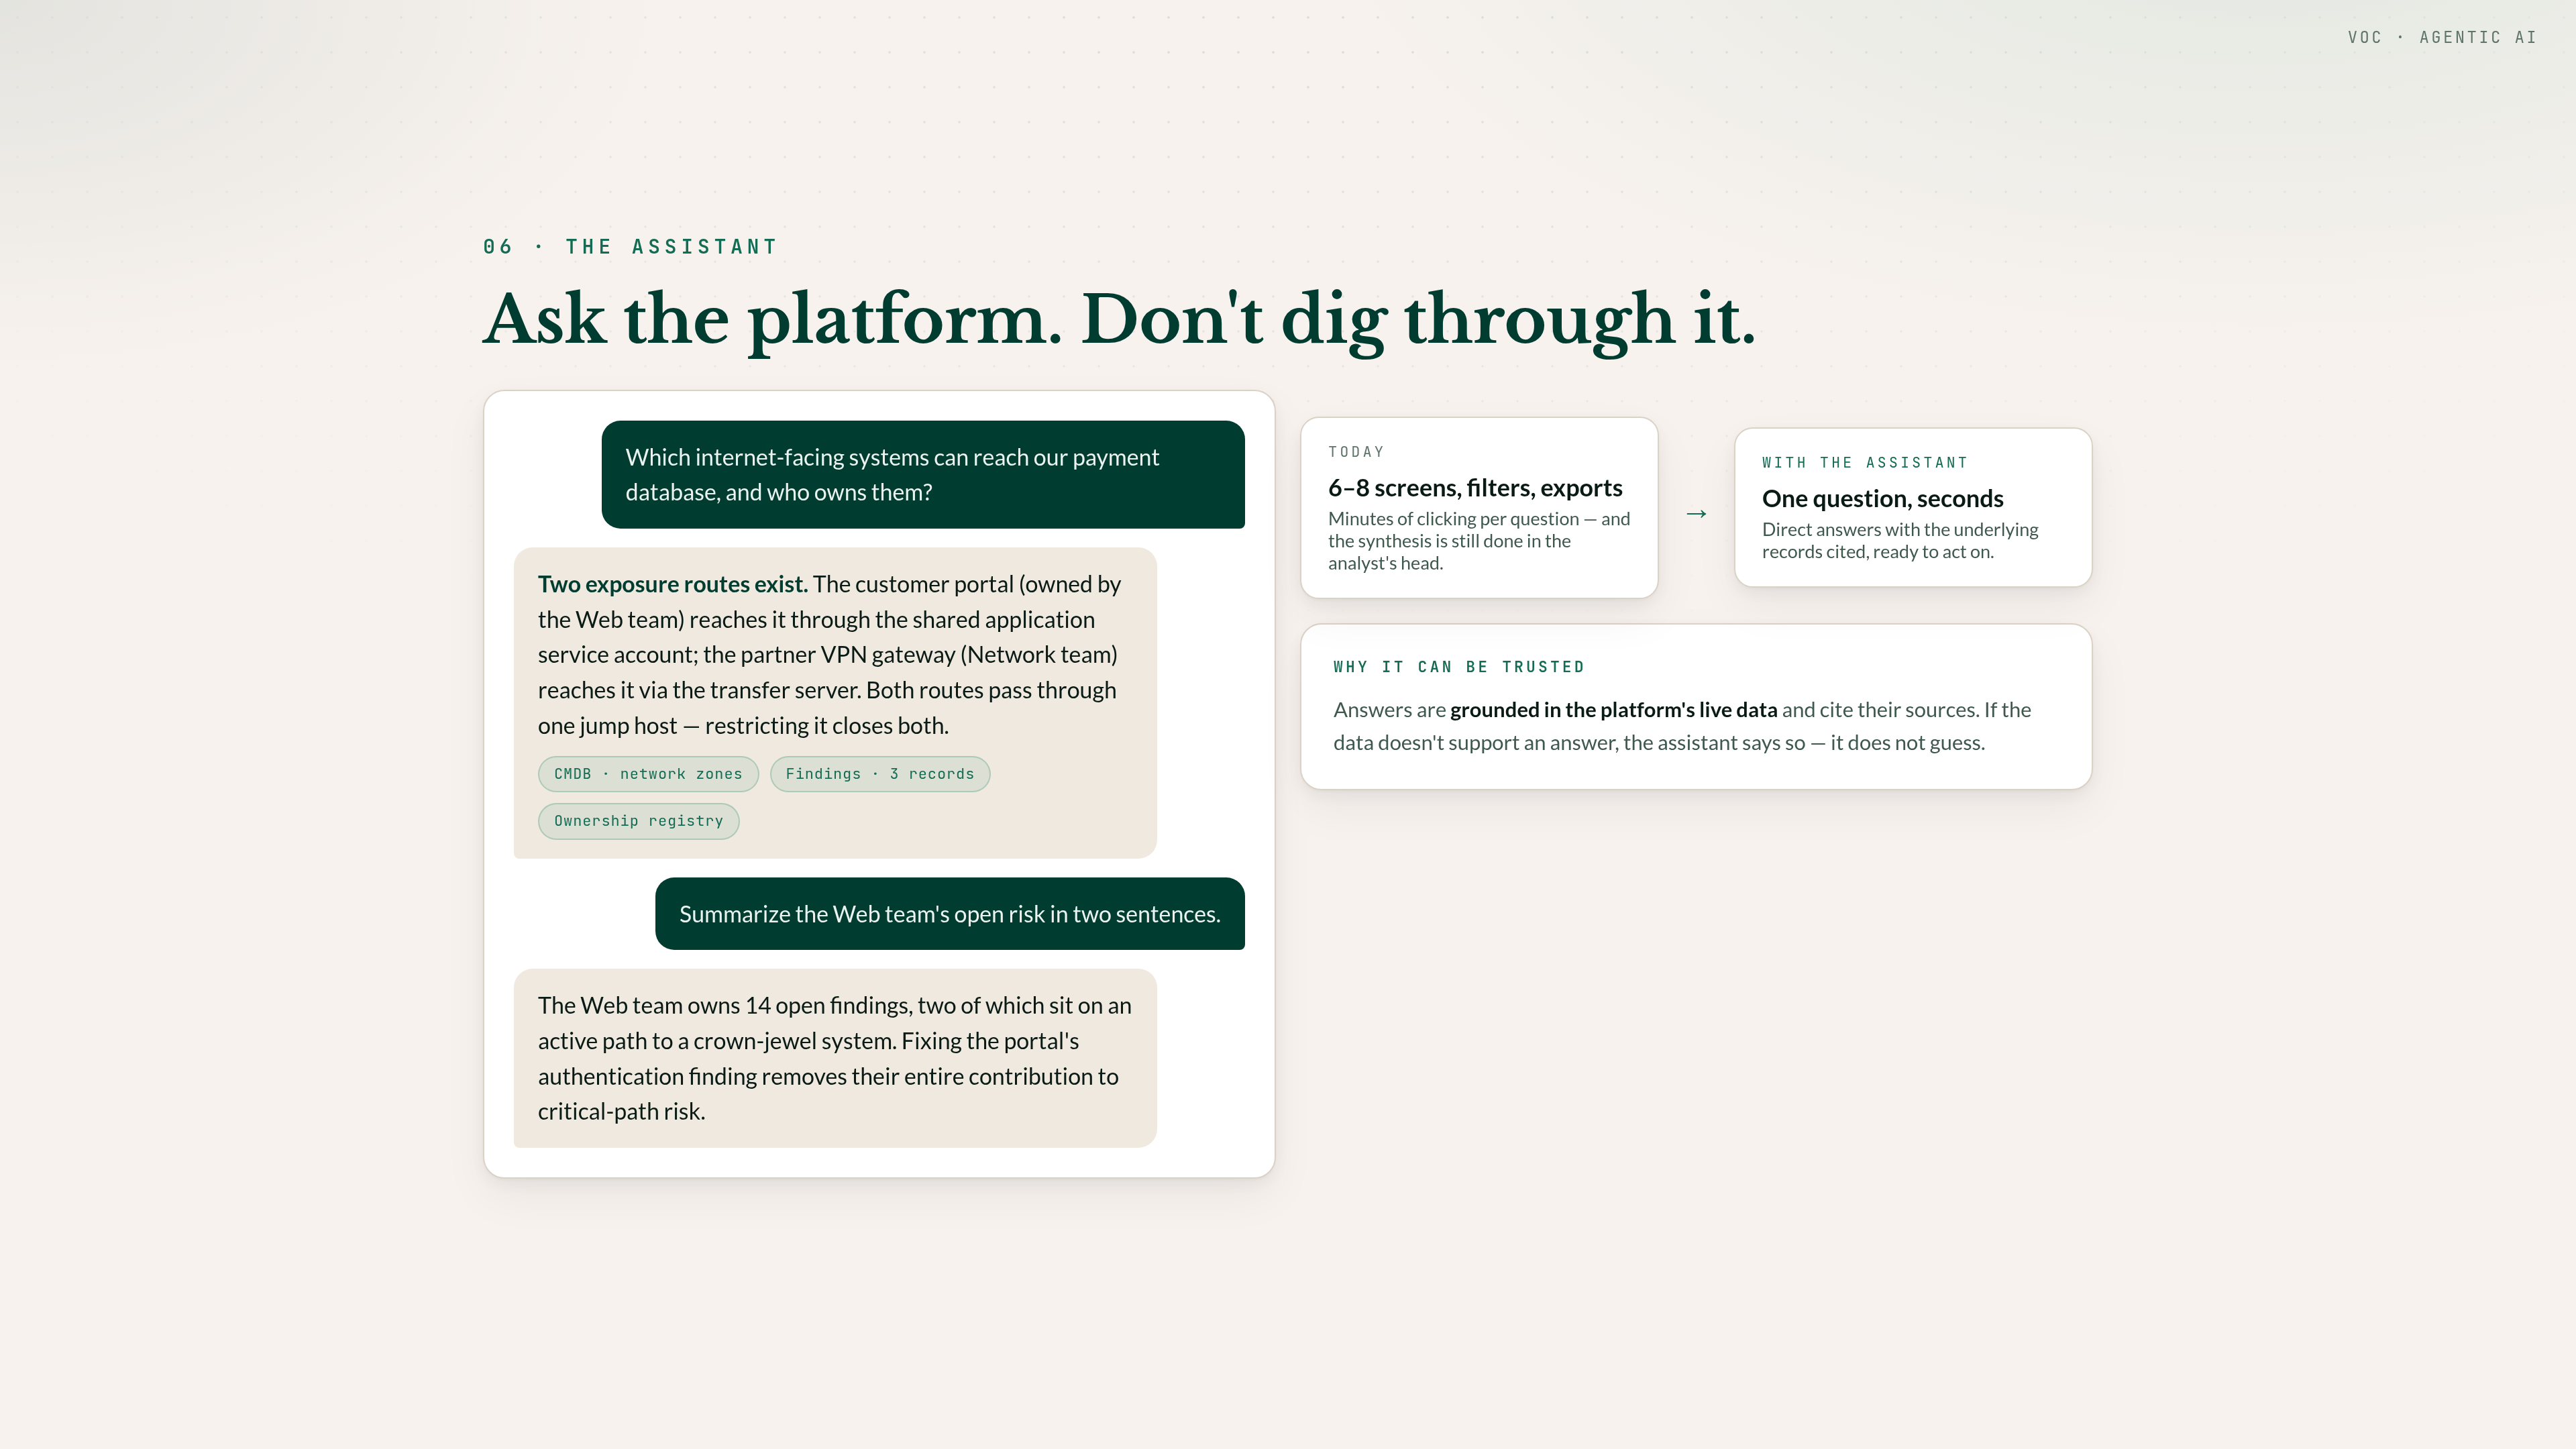 VOC · AGENTIC AI
06 · THE ASSISTANT
Ask the platform. Don't dig through it.
Which internet-facing systems can reach our payment
database, and who owns them?
Two exposure routes exist. The customer portal (owned by
the Web team) reaches it through the shared application
service account; the partner VPN gateway (Network team)
reaches it via the transfer server. Both routes pass through
one jump host — restricting it closes both.
CMDB · network zones
Findings · 3 records
Ownership registry
Summarize the Web team's open risk in two sentences.
The Web team owns 14 open findings, two of which sit on an
active path to a crown-jewel system. Fixing the portal's
authentication finding removes their entire contribution to
critical-path risk.
TODAY
6–8 screens, filters, exports
Minutes of clicking per question — and
the synthesis is still done in the
analyst's head.
→
WITH THE ASSISTANT
One question, seconds
Direct answers with the underlying
records cited, ready to act on.
WHY IT CAN BE TRUSTED
Answers are grounded in the platform's live data and cite their sources. If the
data doesn't support an answer, the assistant says so — it does not guess.